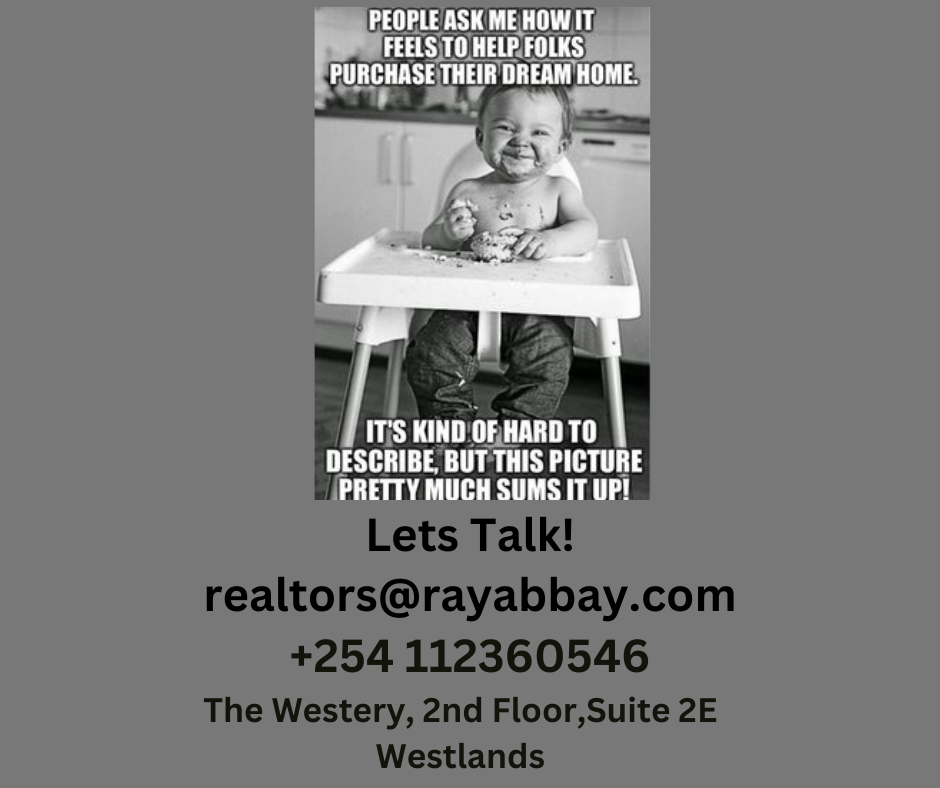 PEOPLE ASK ME HOW IT
FEELS TO HELP FOLKS
PURCHASE THEIR DREAM HOME.
IT'S KIND OF HARD TO
DESCRIBE, BUT THIS PICTURE
PRETTY MUCH SUMS IT UP!
Lets Talk!
realtors@rayabbay.com
+254 112360546
The Westery, 2nd Floor,Suite 2E
Westlands